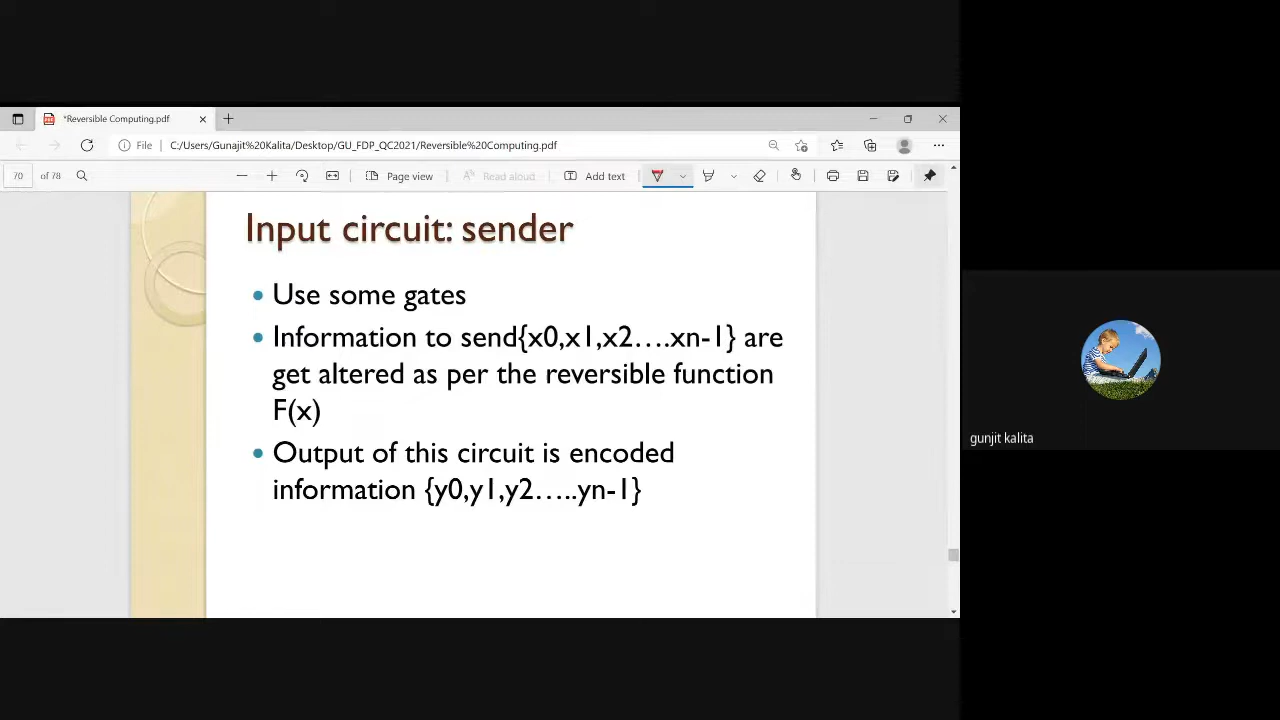 *Reversible Computing.pdf
File C:/Users/Gunajit%20Kalita/Desktop/GU_FDP_QC2021/Reversible%20Computing.pdf
70 of 78 Page view Read aloud Add text
Input circuit: sender
Use some gates
Information to send{x0,x1,x2….xn-1} are
get altered as per the reversible function
F(x)
Output of this circuit is encoded
information {y0,y1,y2…..yn-1}
gunjit kalita